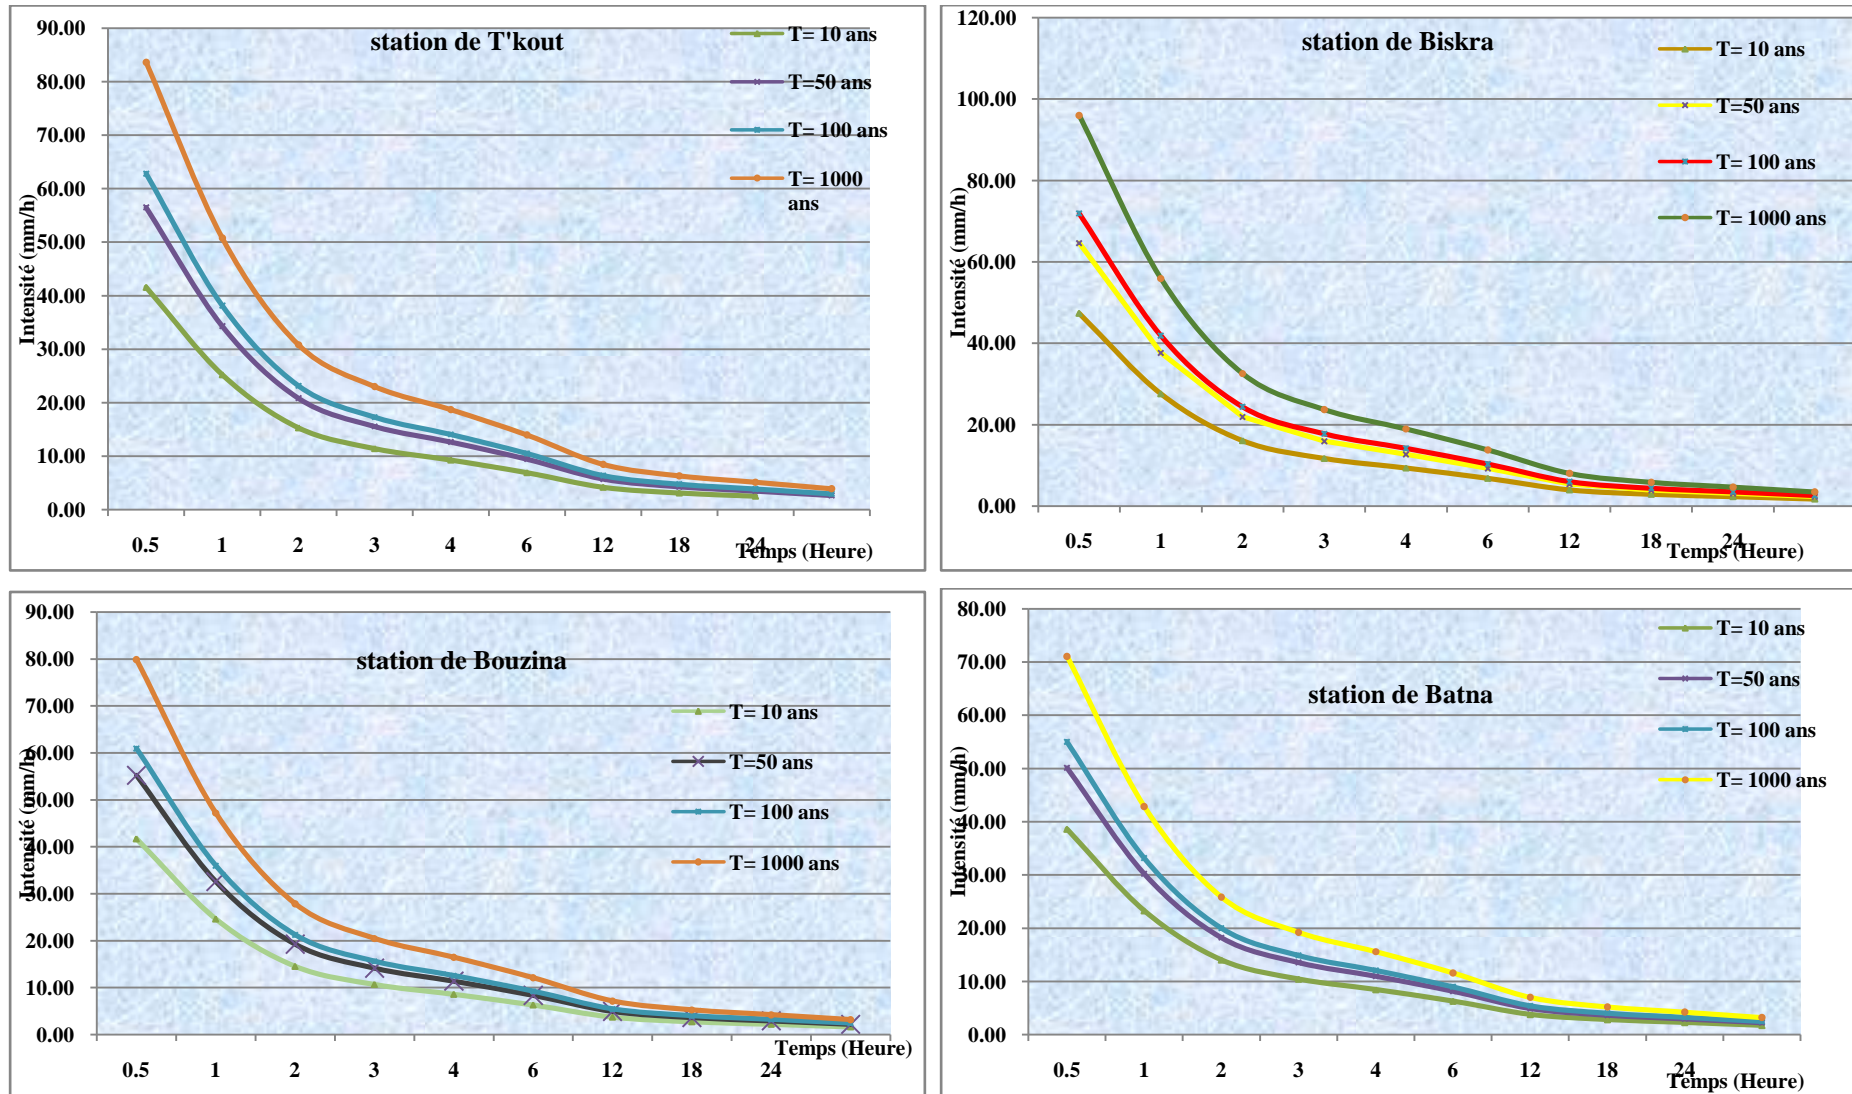 station de T'kout
Intensité (mm/h)
90.00
80.00
70.00
60.00
50.00
40.00
30.00
20.00
10.00
0.00
0.5 1 2 3 4 6 12 18 24
Temps (Heure)
T= 10 ans
T=50 ans
T= 100 ans
T= 1000
ans
station de Biskra
Intensité (mm/h)
120.00
100.00
80.00
60.00
40.00
20.00
0.00
0.5 1 2 3 4 6 12 18 24
Temps (Heure)
T= 10 ans
T=50 ans
T= 100 ans
T= 1000 ans
station de Bouzina
Intensité (mm/h)
90.00
80.00
70.00
60.00
50.00
40.00
30.00
20.00
10.00
0.00
0.5 1 2 3 4 6 12 18 24
Temps (Heure)
T= 10 ans
T=50 ans
T= 100 ans
T= 1000 ans
station de Batna
Intensité (mm/h)
80.00
70.00
60.00
50.00
40.00
30.00
20.00
10.00
0.00
0.5 1 2 3 4 6 12 18 24
Temps (Heure)
T= 10 ans
T=50 ans
T= 100 ans
T= 1000 ans